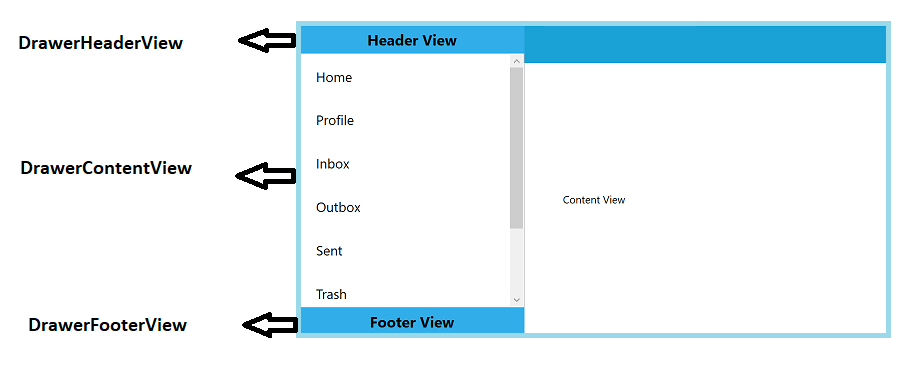 DrawerHeaderView
Header View
Home
Profile
DrawerContentView
Inbox
Outbox
Content View
Sent
Trash
DrawerFooterView
Footer View